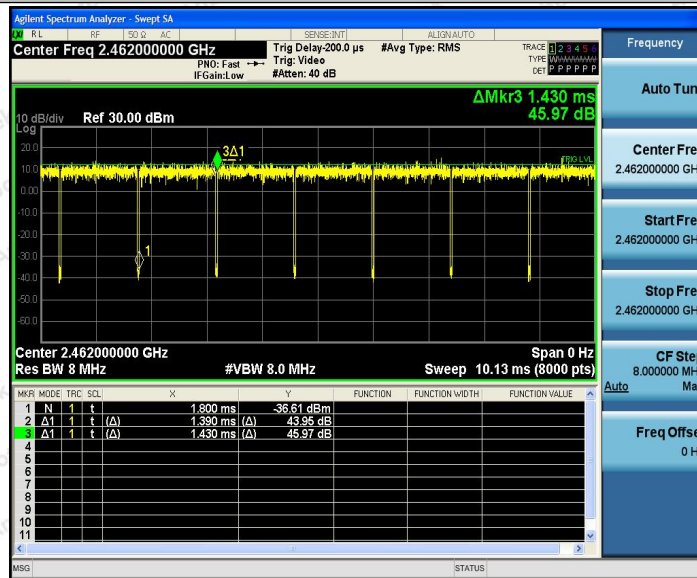 Agilent Spectrum Analyzer - Swept SA
LXI RL RF 50 Ω AC SENSE:INT ALIGN AUTO
Center Freq 2.462000000 GHz
PNO: Fast
IFGain:Low
Trig Delay-200.0 µs
Trig: Video
#Atten: 40 dB
#Avg Type: RMS
TRACE 1 2 3 4 5 6
TYPE WWWWWW
DET P P P P P P
ΔMkr3 1.430 ms
45.97 dB
10 dB/div Ref 30.00 dBm
Log
20.0
10.0
0.00
-10.0
-20.0
-30.0
-40.0
-50.0
-60.0
3Δ1
TRIG LVL
1
Center 2.462000000 GHz Span 0 Hz
Res BW 8 MHz #VBW 8.0 MHz Sweep 10.13 ms (8000 pts)
MKR MODE TRC SCL X Y FUNCTION FUNCTION WIDTH FUNCTION VALUE
1 N 1 t 1.800 ms -36.61 dBm
2 Δ1 1 t (Δ) 1.390 ms (Δ) 43.95 dB
3 Δ1 1 t (Δ) 1.430 ms (Δ) 45.97 dB
4
5
6
7
8
9
10
11
MSG STATUS
Frequency
Auto Tun
Center Fre
2.462000000 GH
Start Fre
2.462000000 GH
Stop Fre
2.462000000 GH
CF Ste
8.000000 MH
Auto Ma
Freq Offse
0 H